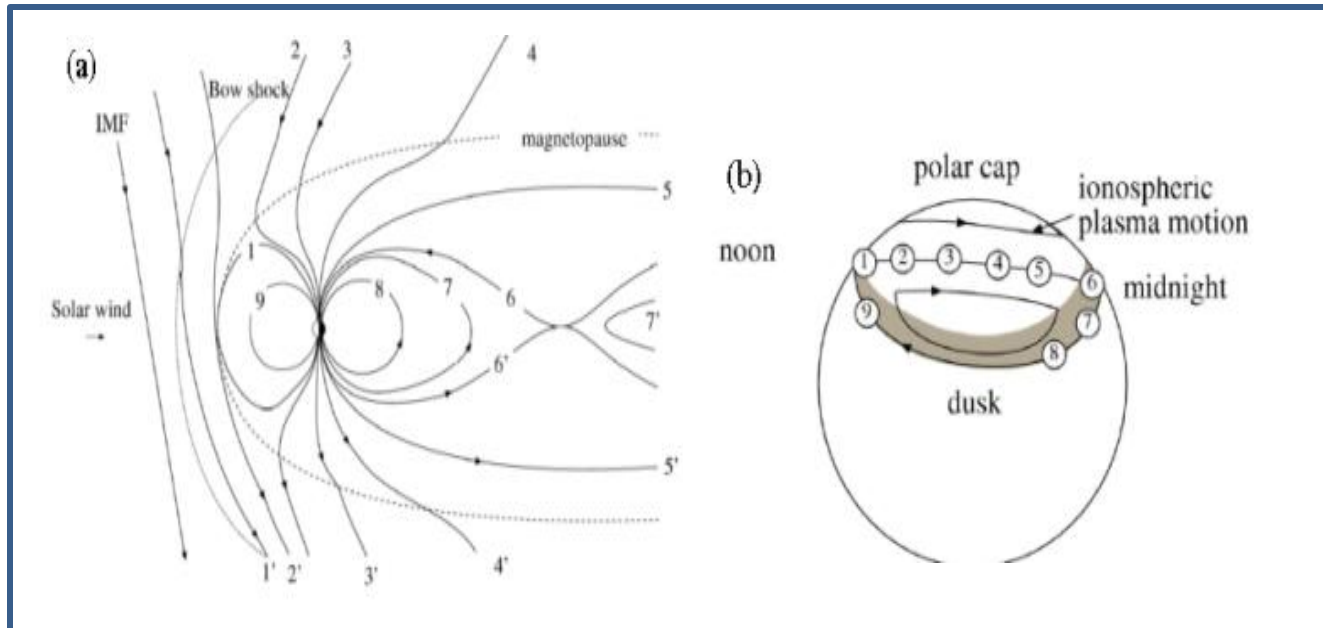 (a)
2
3
4
Bow shock
IMF
magnetopause
5
1
9
8
7
6
7'
Solar wind
6'
5'
4'
3'
2'
1'
(b)
polar cap
ionospheric
plasma motion
noon
1
2
3
4
5
6
midnight
9
7
8
dusk